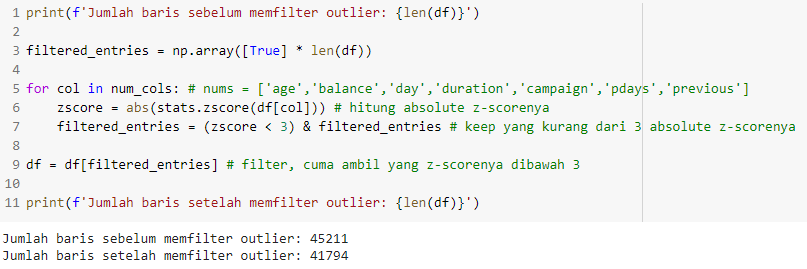 1 print(f'Jumlah baris sebelum memfilter outlier: {len(df)}')
2
3 filtered_entries = np.array([True] * len(df))
4
5 for col in num_cols: # nums = ['age','balance','day','duration','campaign','pdays','previous']
6     zscore = abs(stats.zscore(df[col])) # hitung absolute z-scorenya
7     filtered_entries = (zscore < 3) & filtered_entries # keep yang kurang dari 3 absolute z-scorenya
8
9 df = df[filtered_entries] # filter, cuma ambil yang z-scorenya dibawah 3
10
11 print(f'Jumlah baris setelah memfilter outlier: {len(df)}')
Jumlah baris sebelum memfilter outlier: 45211
Jumlah baris setelah memfilter outlier: 41794